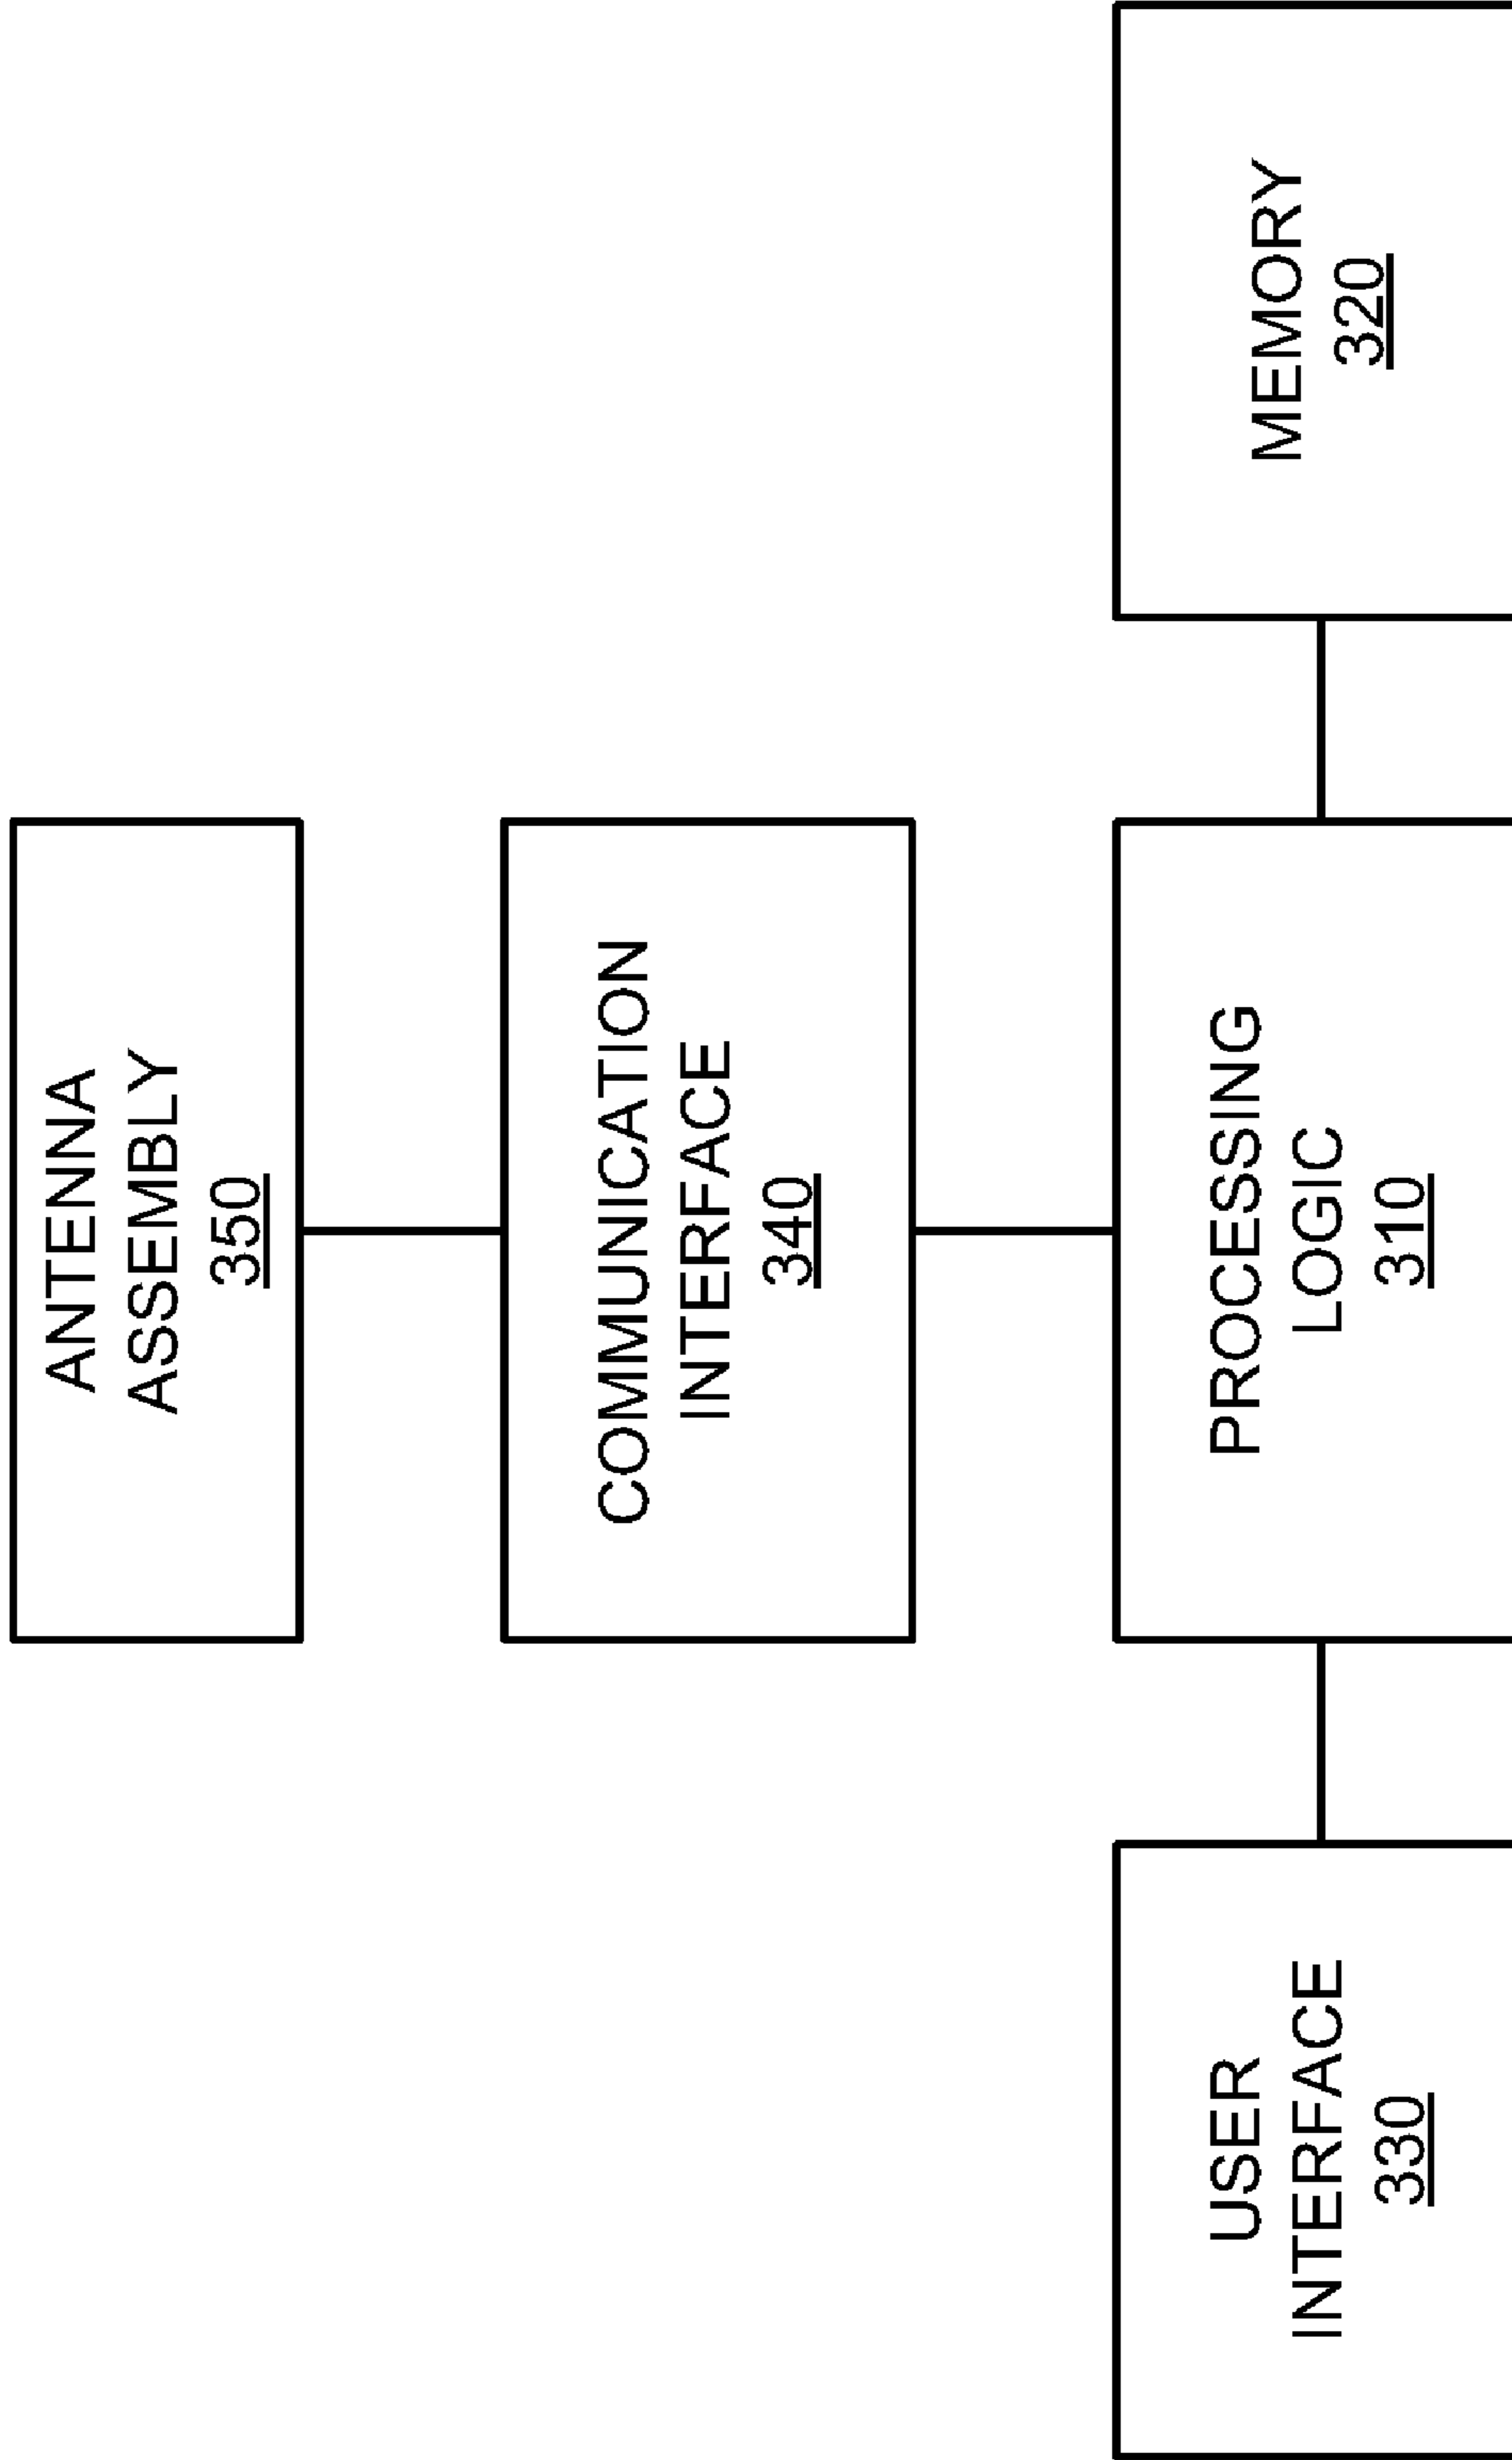 ANTENNA
ASSEMBLY
350
COMMUNICATION
INTERFACE
340
USER
INTERFACE
330
PROCESSING
LOGIC
310
MEMORY
320